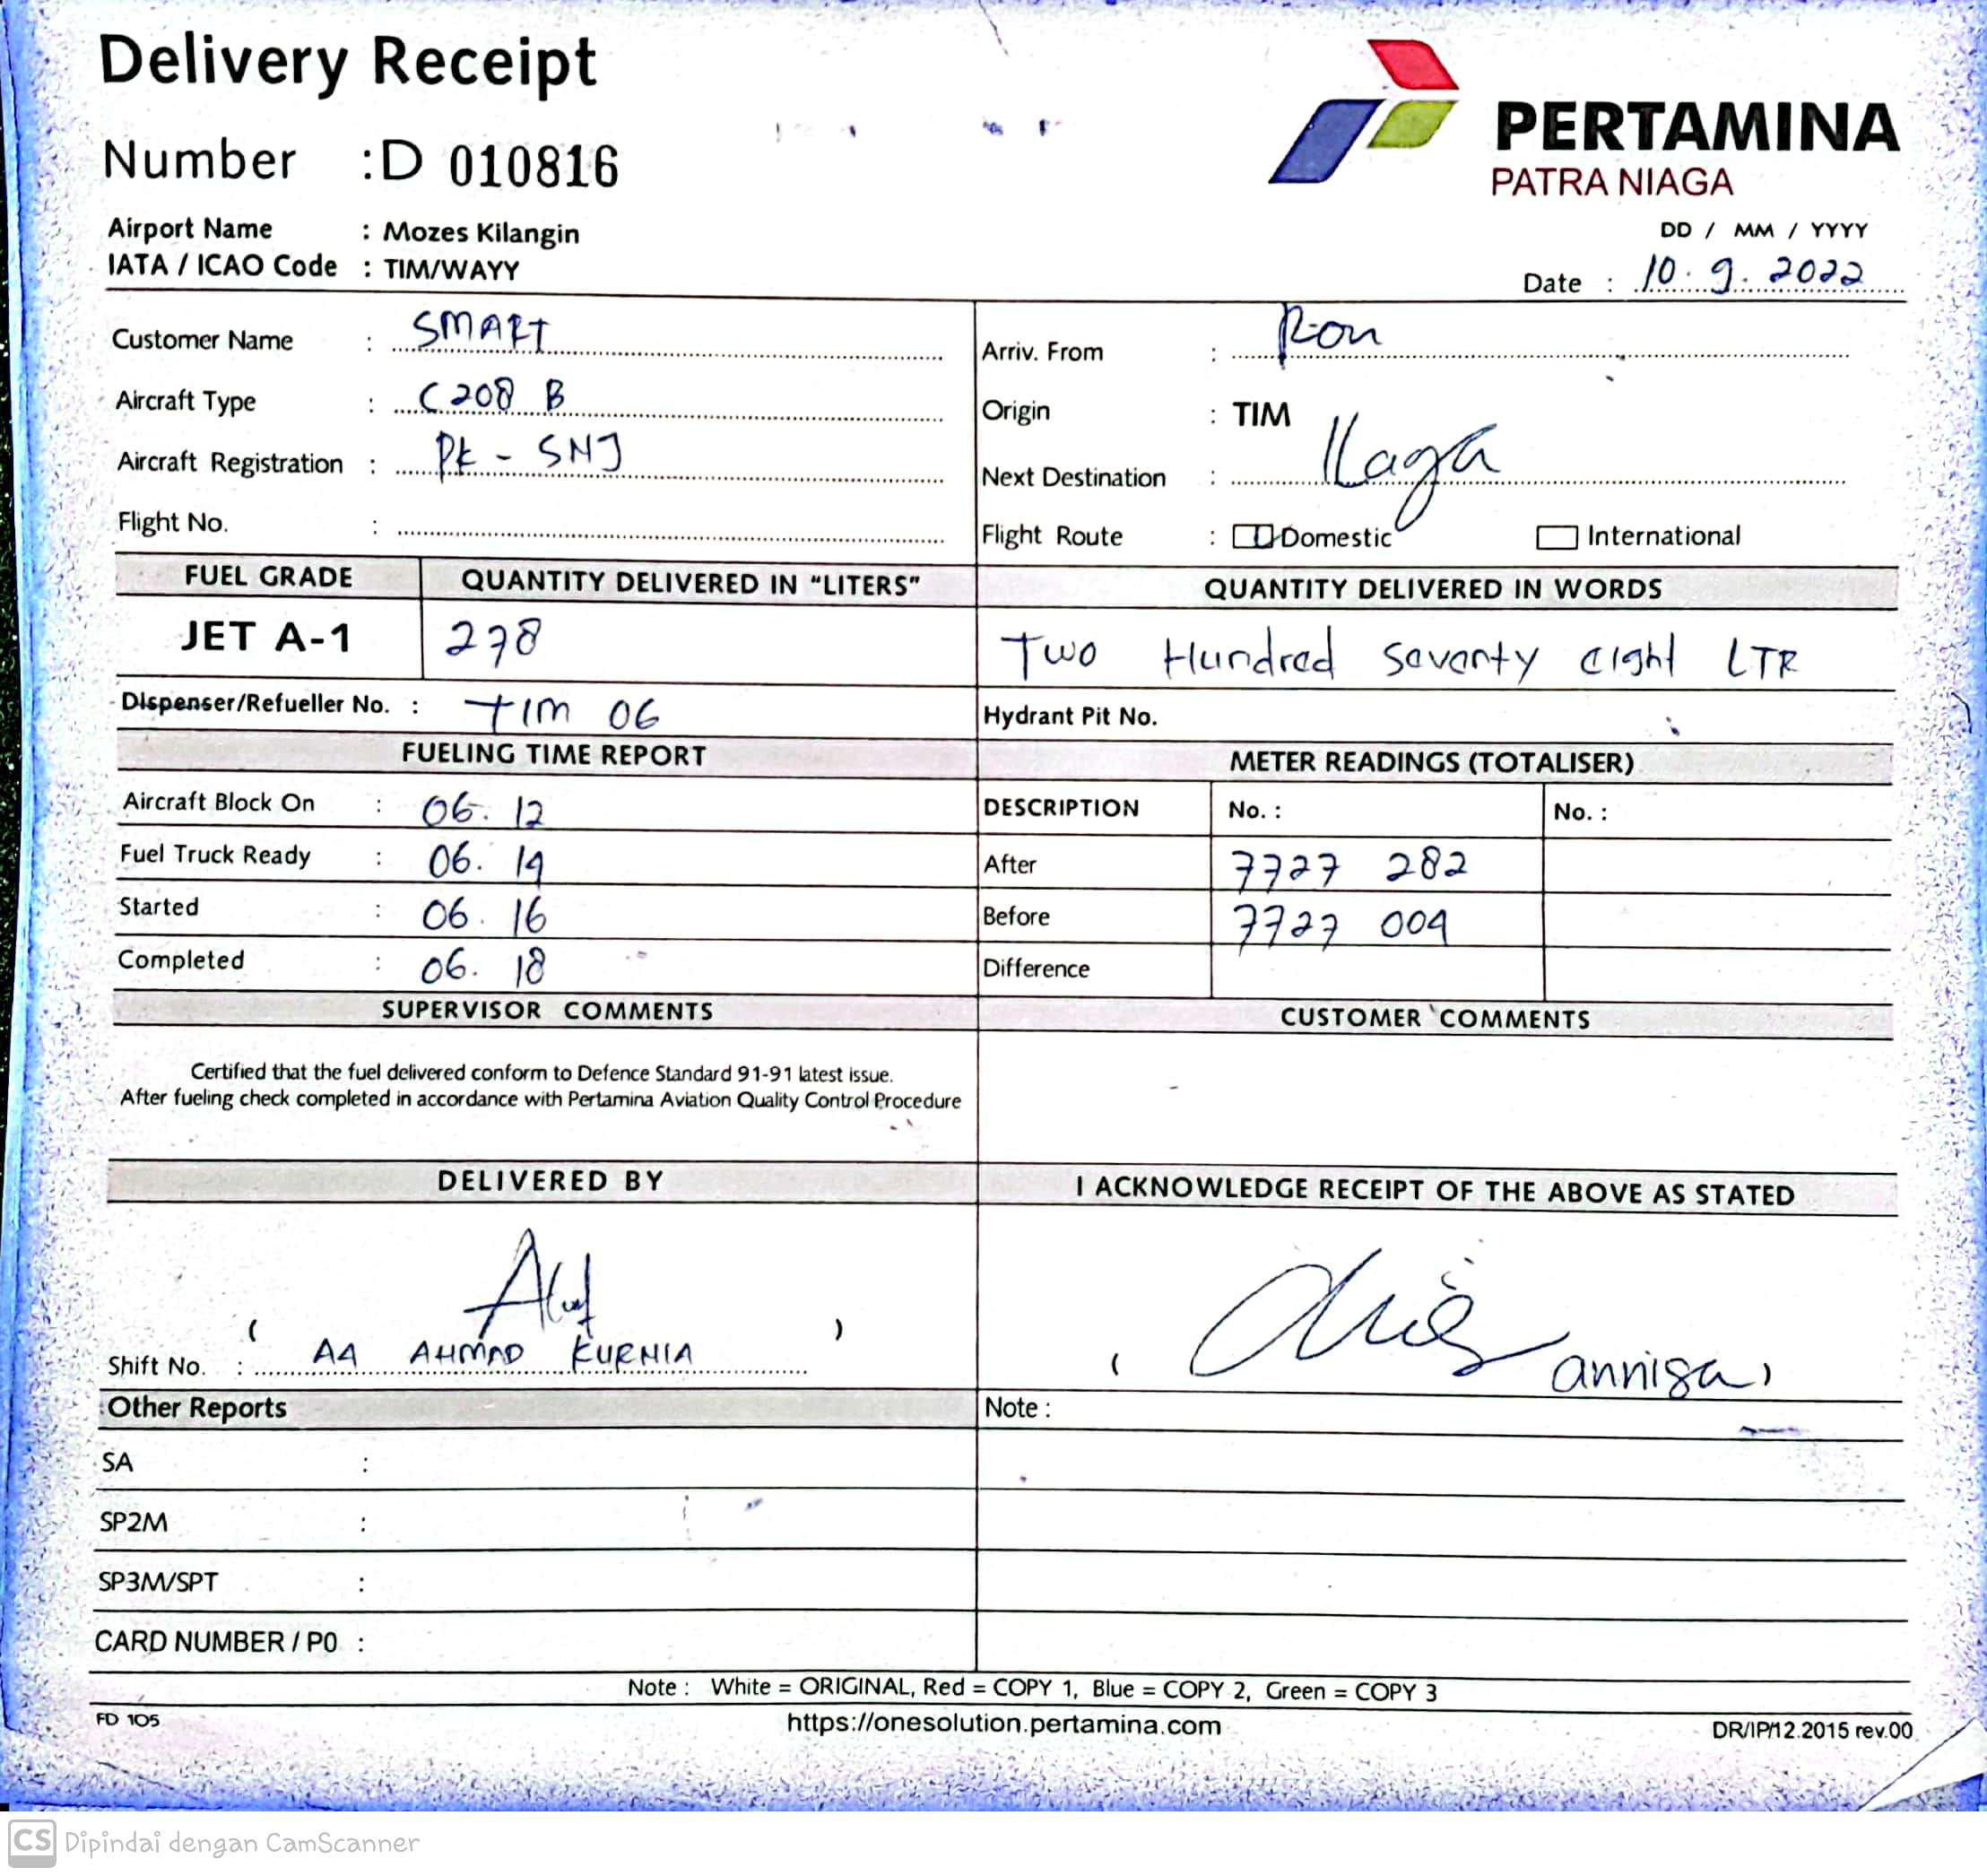 Delivery Receipt
PERTAMINA
PATRA NIAGA
Number : D 010816
Airport Name : Mozes Kilangin
IATA / ICAO Code : TIM/WAYY
DD / MM / YYYY
Date : 10 . 9 . 2022
Customer Name : SMART
Arriv. From : Ron
Aircraft Type : C 208 B
Origin : TIM
Aircraft Registration : PK - SNJ
Next Destination : Ilaga
Flight No. :
Flight Route : Domestic International
FUEL GRADE QUANTITY DELIVERED IN “LITERS” QUANTITY DELIVERED IN WORDS
JET A-1 278 Two Hundred seventy eight LTR
DIspenser/Refueller No. : TIM 06
Hydrant Pit No.
FUELING TIME REPORT METER READINGS (TOTALISER)
Aircraft Block On : 06. 12
DESCRIPTION No. : No. :
Fuel Truck Ready : 06. 14
After 7727 282
Started : 06. 16
Before 7727 004
Completed : 06. 18
Difference
SUPERVISOR COMMENTS CUSTOMER COMMENTS
Certified that the fuel delivered conform to Defence Standard 91-91 latest issue.
After fueling check completed in accordance with Pertamina Aviation Quality Control Procedure
DELIVERED BY I ACKNOWLEDGE RECEIPT OF THE ABOVE AS STATED
( )
Shift No. : AA AHMAD KURNIA
( annisa )
Other Reports Note :
SA :
SP2M :
SP3M/SPT :
CARD NUMBER / PO :
Note : White = ORIGINAL, Red = COPY 1, Blue = COPY 2, Green = COPY 3
FD 105 https://onesolution.pertamina.com DR/IP/12.2015 rev.00
CS Dipindai dengan CamScanner